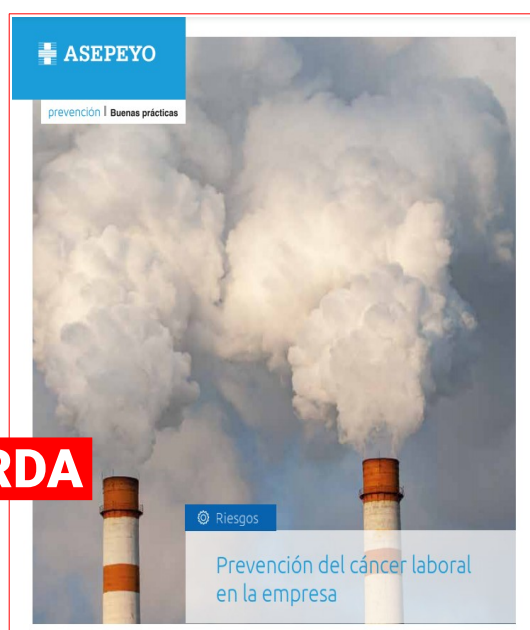 ASEPEYO
prevención | Buenas prácticas
RDA
Riesgos
Prevención del cáncer laboral
en la empresa